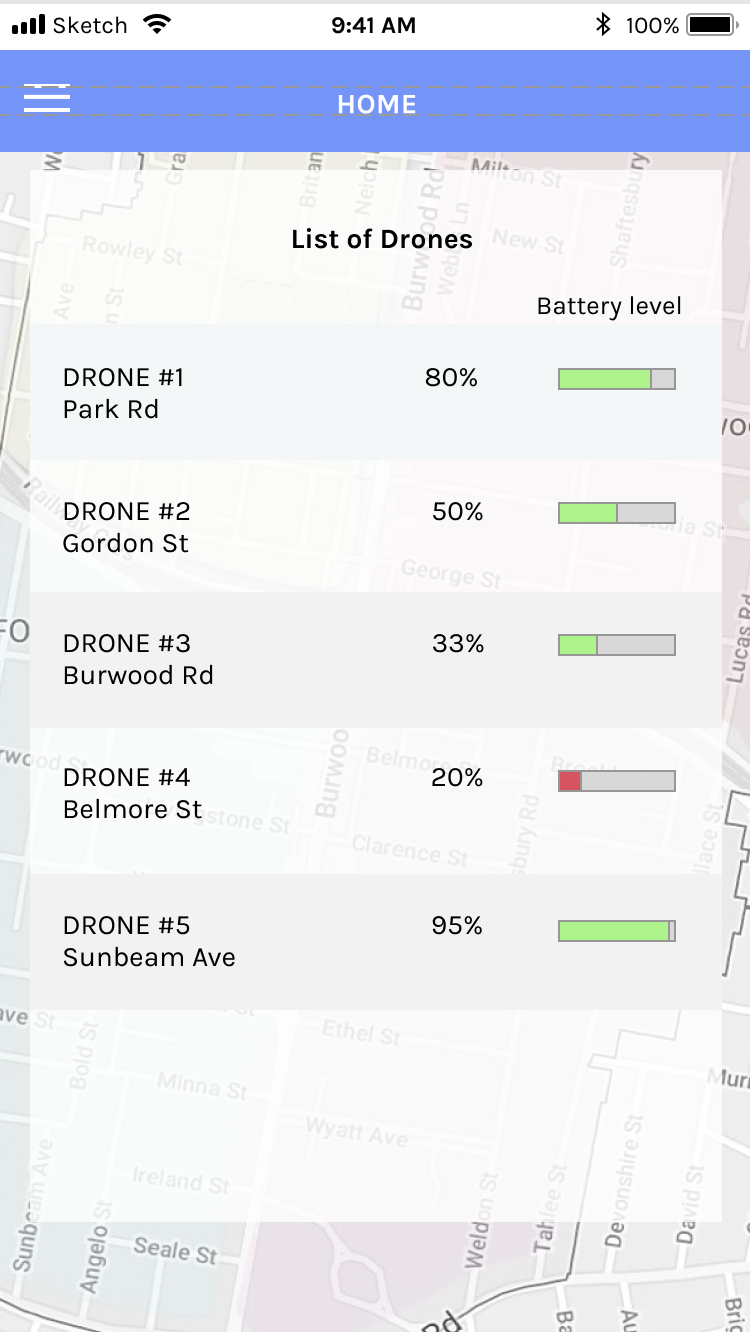 Sketch 9:41 AM 100%
HOME
Milton St
Burwood Rd
Shaftesbury
Rowley St
New St
List of Drones
Ave
Battery level
DRONE #1 80%
Park Rd
Railway
DRONE #2 50%
Gordon St
George St
DRONE #3 33%
Burwood Rd
Lucas Rd
Belmore
DRONE #4 20%
Belmore St
Clarence St
DRONE #5 95%
Sunbeam Ave
Ethel St
Bold St
Minna St
Wyatt Ave
Ireland St
Sunbeam Ave
Angelo St
Seale St
Weldon St
Tahlee St
Devonshire St
David St
Rd